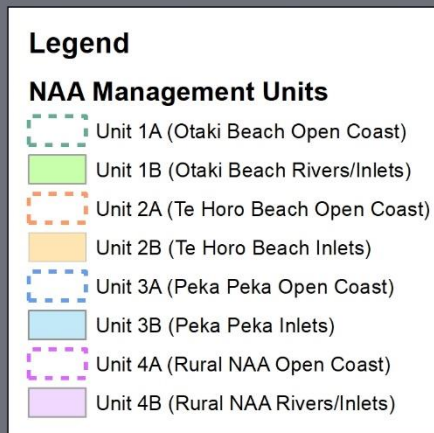 Legend
NAA Management Units
Unit 1A (Otaki Beach Open Coast)
Unit 1B (Otaki Beach Rivers/Inlets)
Unit 2A (Te Horo Beach Open Coast)
Unit 2B (Te Horo Beach Inlets)
Unit 3A (Peka Peka Open Coast)
Unit 3B (Peka Peka Inlets)
Unit 4A (Rural NAA Open Coast)
Unit 4B (Rural NAA Rivers/Inlets)